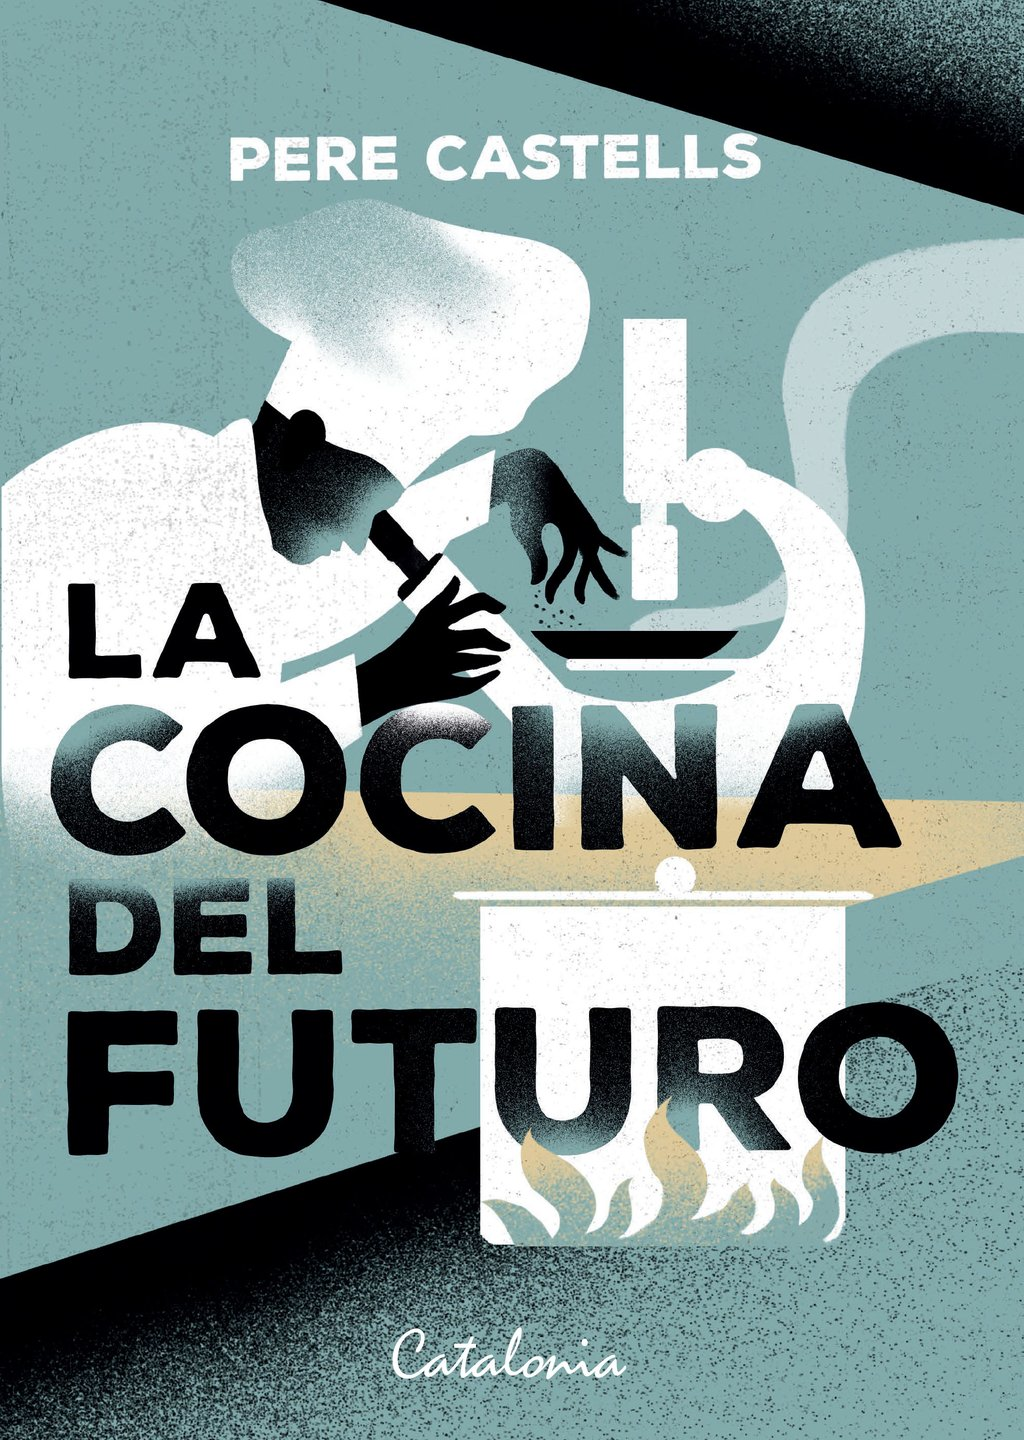 PERE CASTELLS
LA
COCINA
DEL
FUTURO
Catalonia